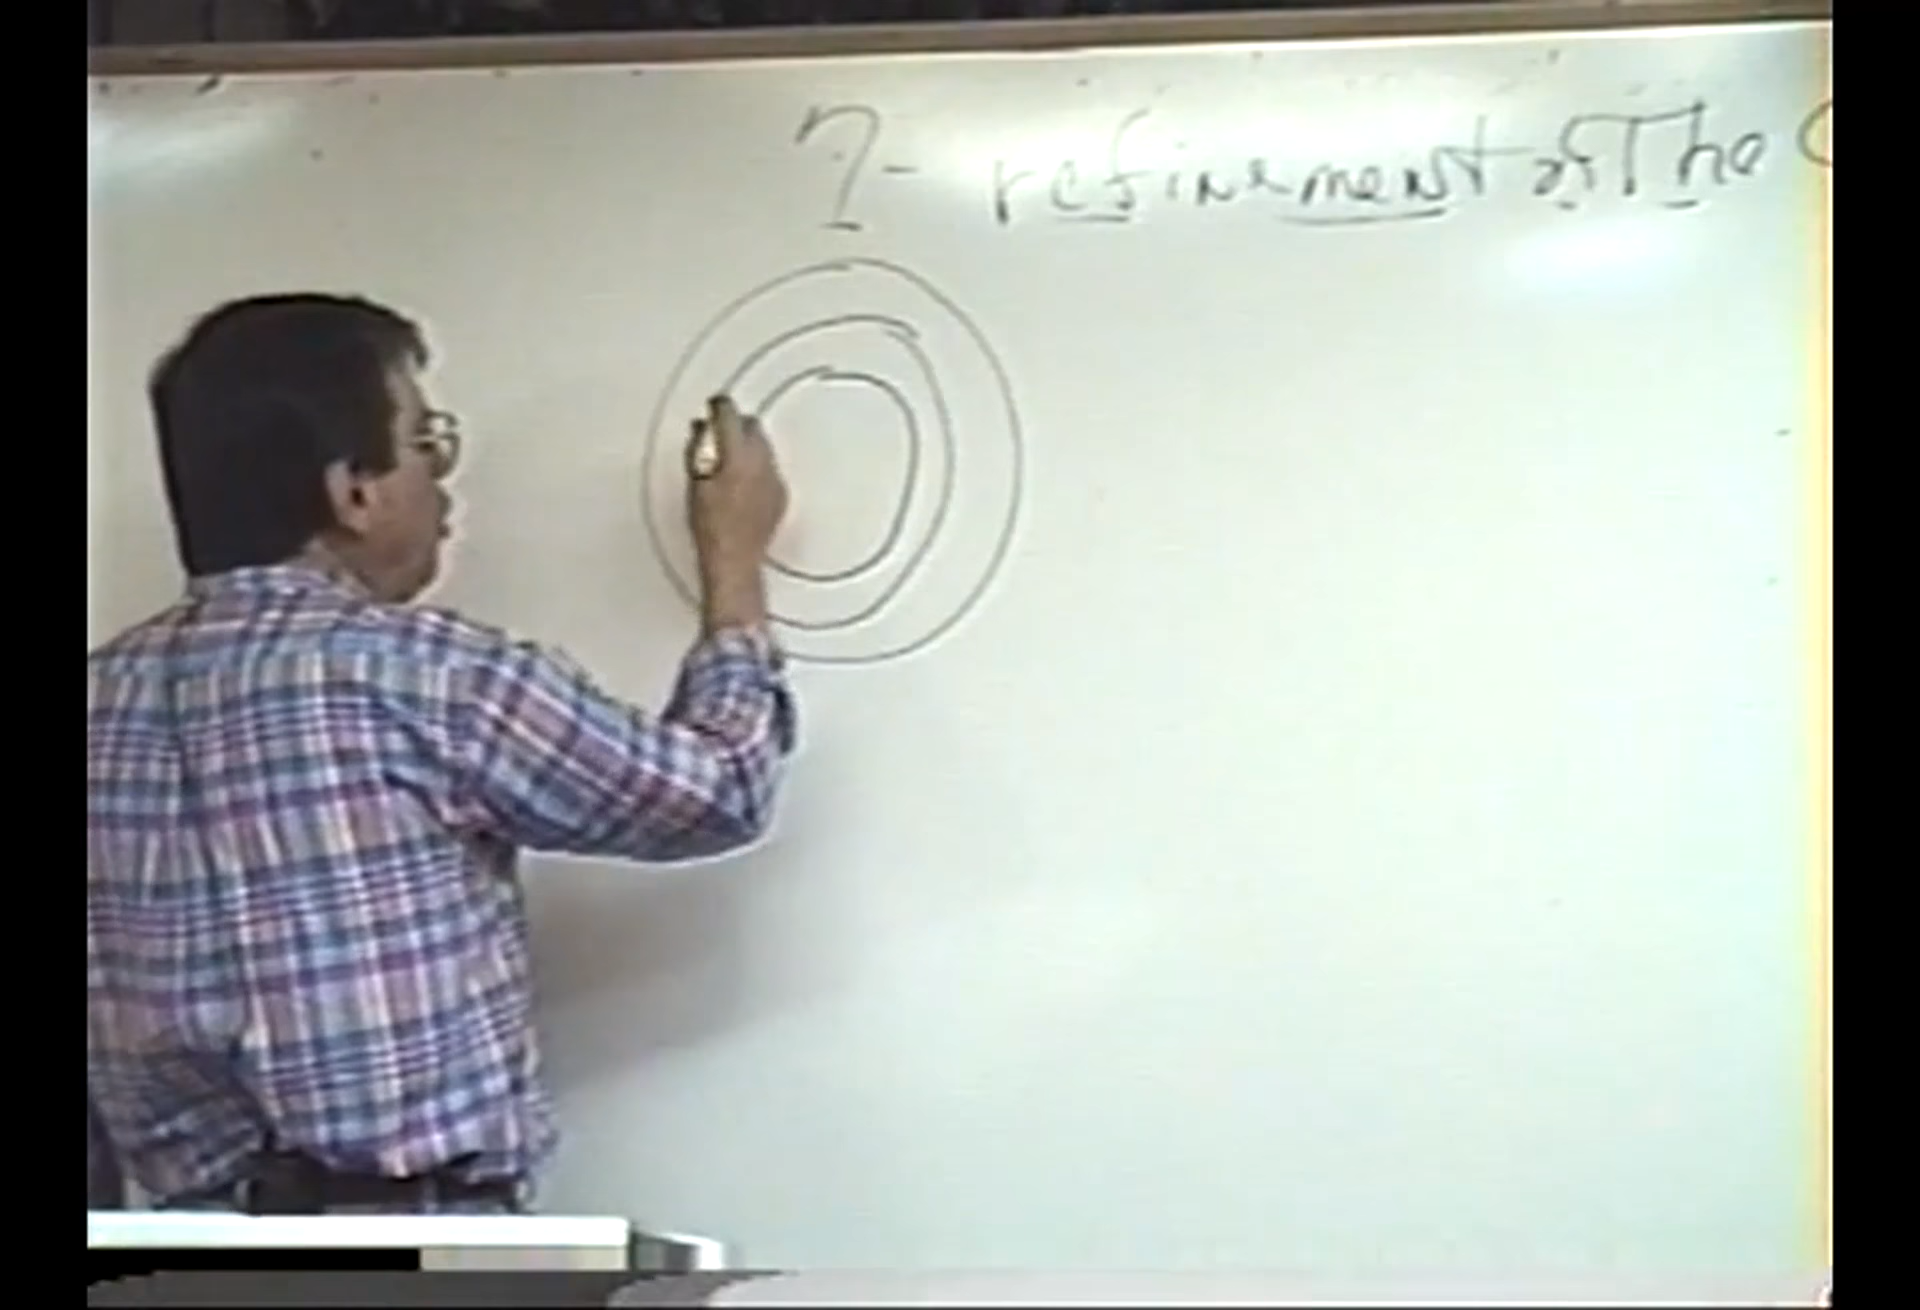 7- refinement of The